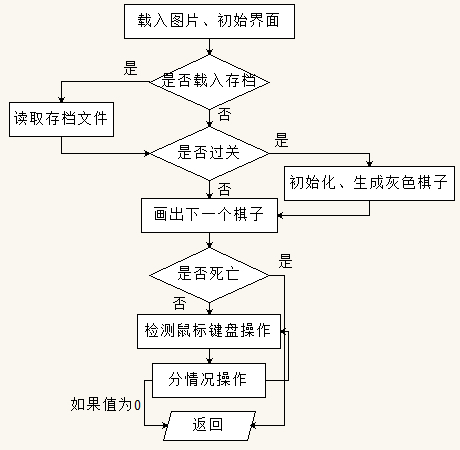 载入图片、初始界面
是
是否载入存档
否
读取存档文件
是
是否过关
初始化、生成灰色棋子
否
画出下一个棋子
是
是否死亡
否
检测鼠标键盘操作
分情况操作
如果值为0
返回